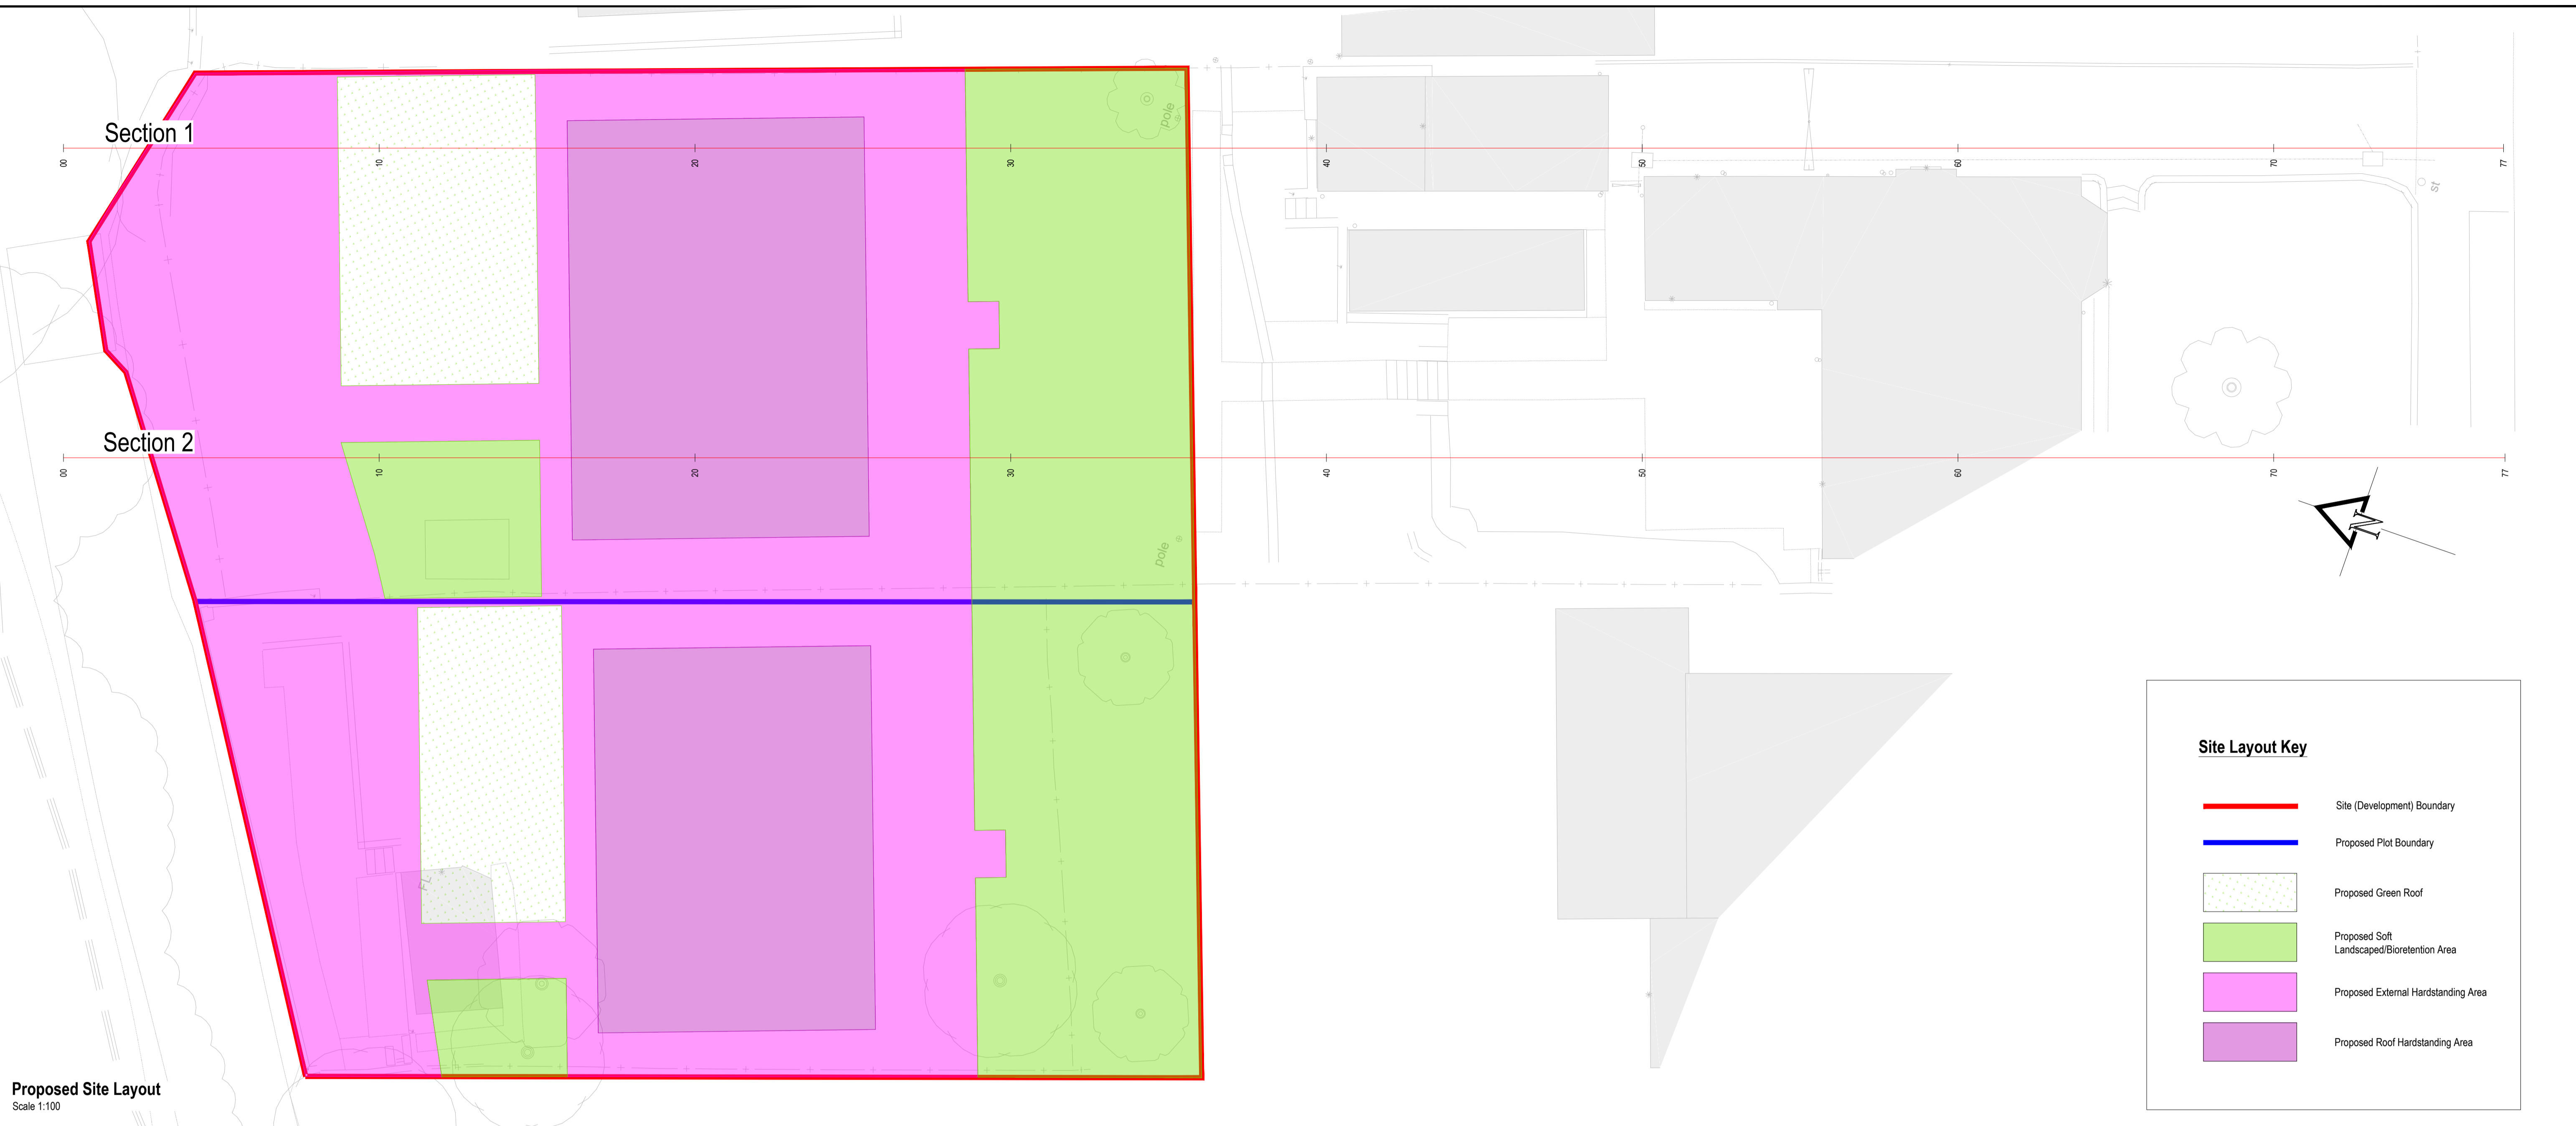 Section 1
00
10
20
30
40
50
60
70
77
pole
st
Section 2
00
10
20
30
40
50
60
70
77
pole
N
FL
Site Layout Key
Site (Development) Boundary
Proposed Plot Boundary
Proposed Green Roof
Proposed Soft
Landscaped/Bioretention Area
Proposed External Hardstanding Area
Proposed Roof Hardstanding Area
Proposed Site Layout
Scale 1:100